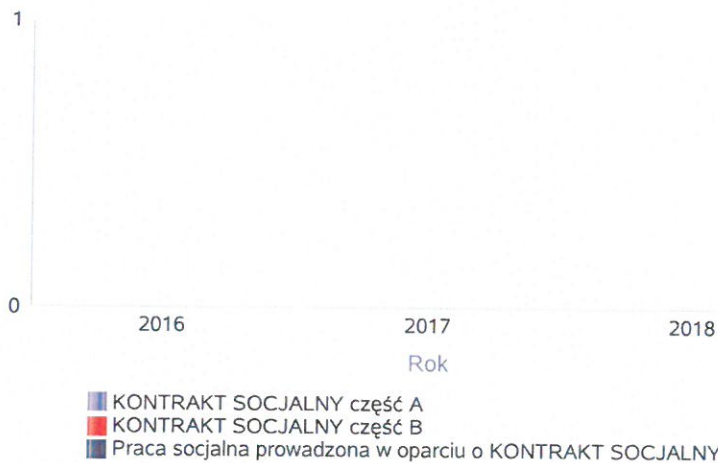 1
0
2016 2017 2018
Rok
KONTRAKT SOCJALNY część A
KONTRAKT SOCJALNY część B
Praca socjalna prowadzona w oparciu o KONTRAKT SOCJALNY